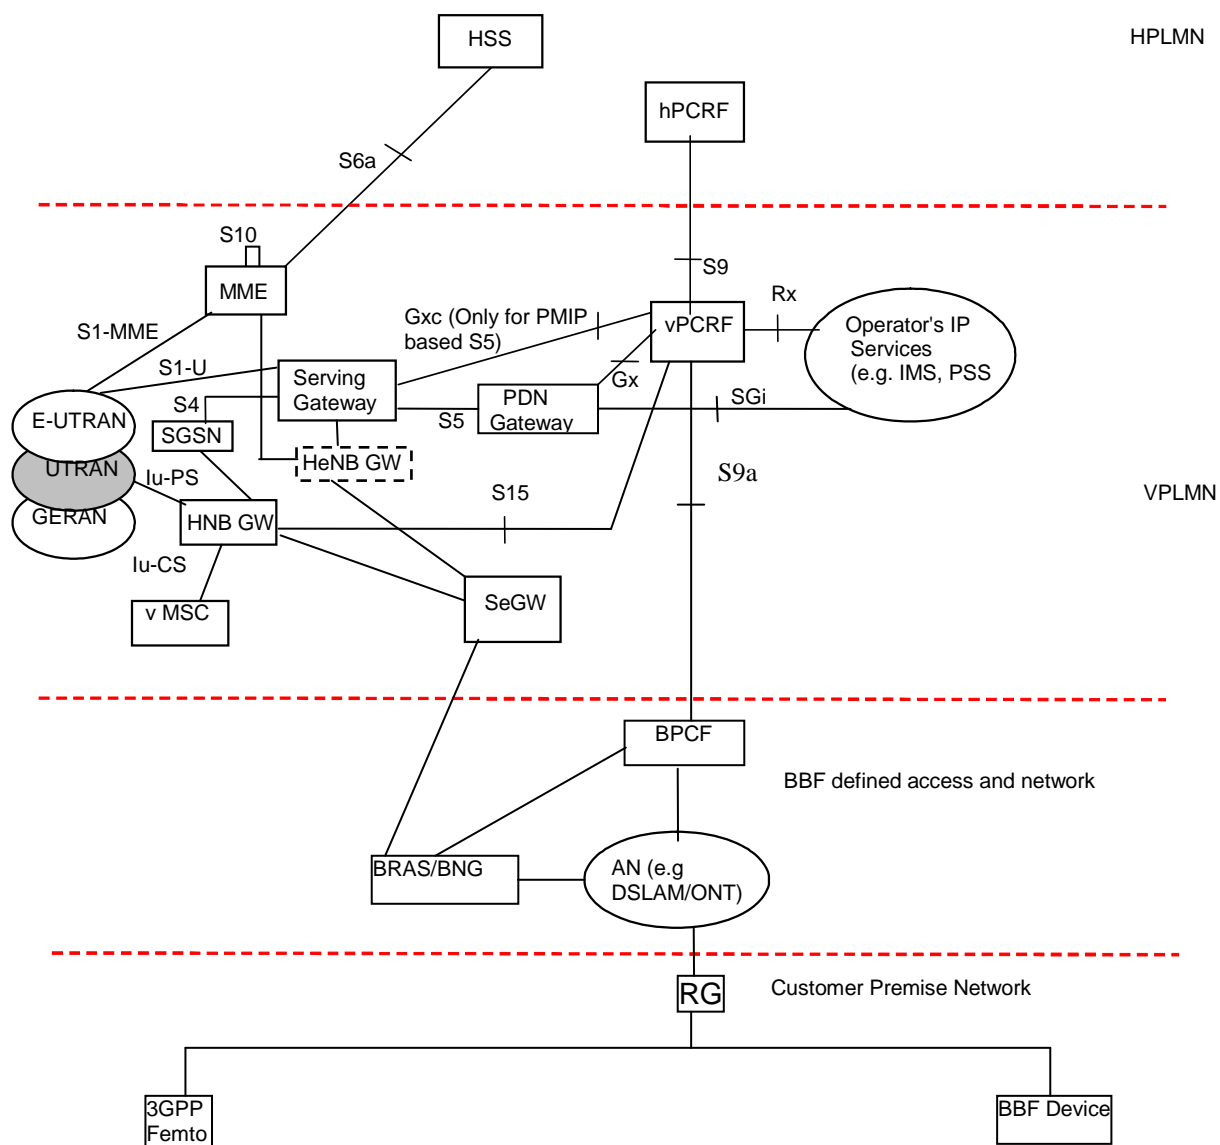 HSS
HPLMN
hPCRF
S6a
S10
S9
MME
Rx
Gxc (Only for PMIP
based S5)
vPCRF
Operator's IP
Services
(e.g. IMS, PSS
S1-MME
S1-U
Serving
Gateway
Gx
PDN
Gateway
SGi
S4
S5
E-UTRAN
SGSN
HeNB GW
UTRAN
Iu-PS
S9a
S15
VPLMN
GERAN
HNB GW
Iu-CS
v MSC
SeGW
BPCF
BBF defined access and network
BRAS/BNG
AN (e.g
DSLAM/ONT)
RG
Customer Premise Network
3GPP
Femto
BBF Device